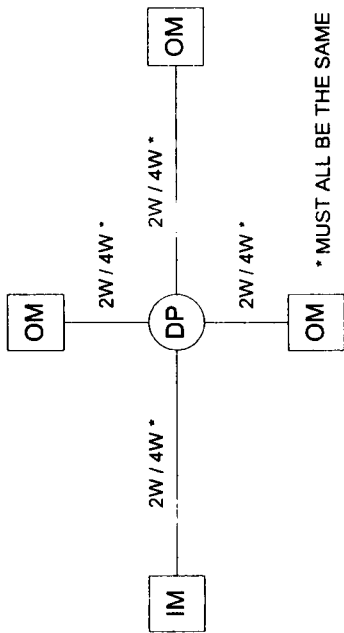 OM
OM
2W / 4W *
2W / 4W *
DP
2W / 4W *
2W / 4W *
IM
OM
* MUST ALL BE THE SAME